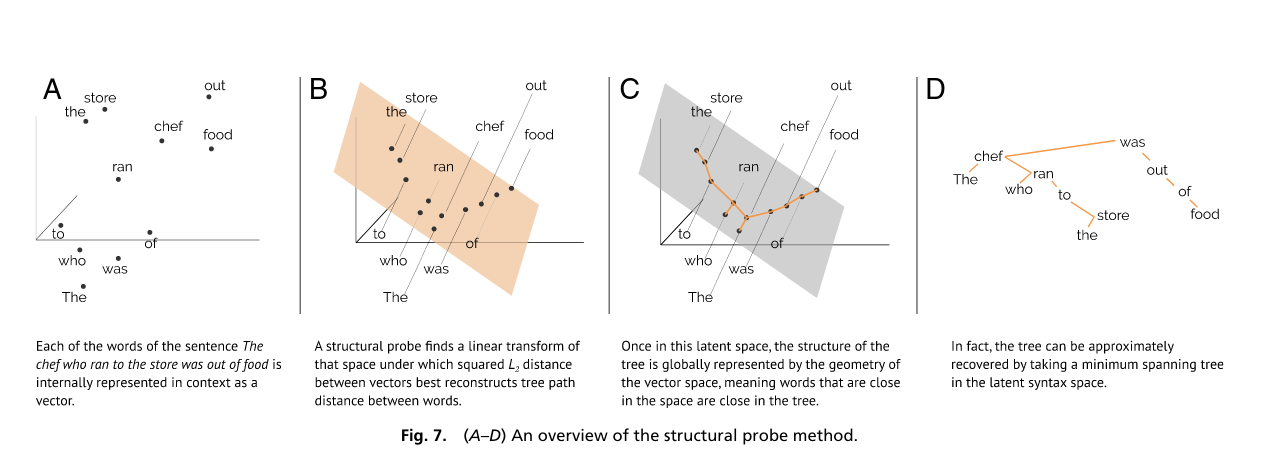 A
out
store
the
chef
food
ran
to
of
who
was
The
Each of the words of the sentence The
chef who ran to the store was out of food is
internally represented in context as a
vector.
B
out
store
the
chef
food
ran
to
of
who
was
The
A structural probe finds a linear transform of
that space under which squared L₂ distance
between vectors best reconstructs tree path
distance between words.
C
out
store
the
chef
food
ran
to
of
who
was
The
Once in this latent space, the structure of the
tree is globally represented by the geometry of
the vector space, meaning words that are close
in the space are close in the tree.
D
was
chef
out
The
ran
who
to
of
store
food
the
In fact, the tree can be approximately
recovered by taking a minimum spanning tree
in the latent syntax space.
Fig. 7. (A–D) An overview of the structural probe method.